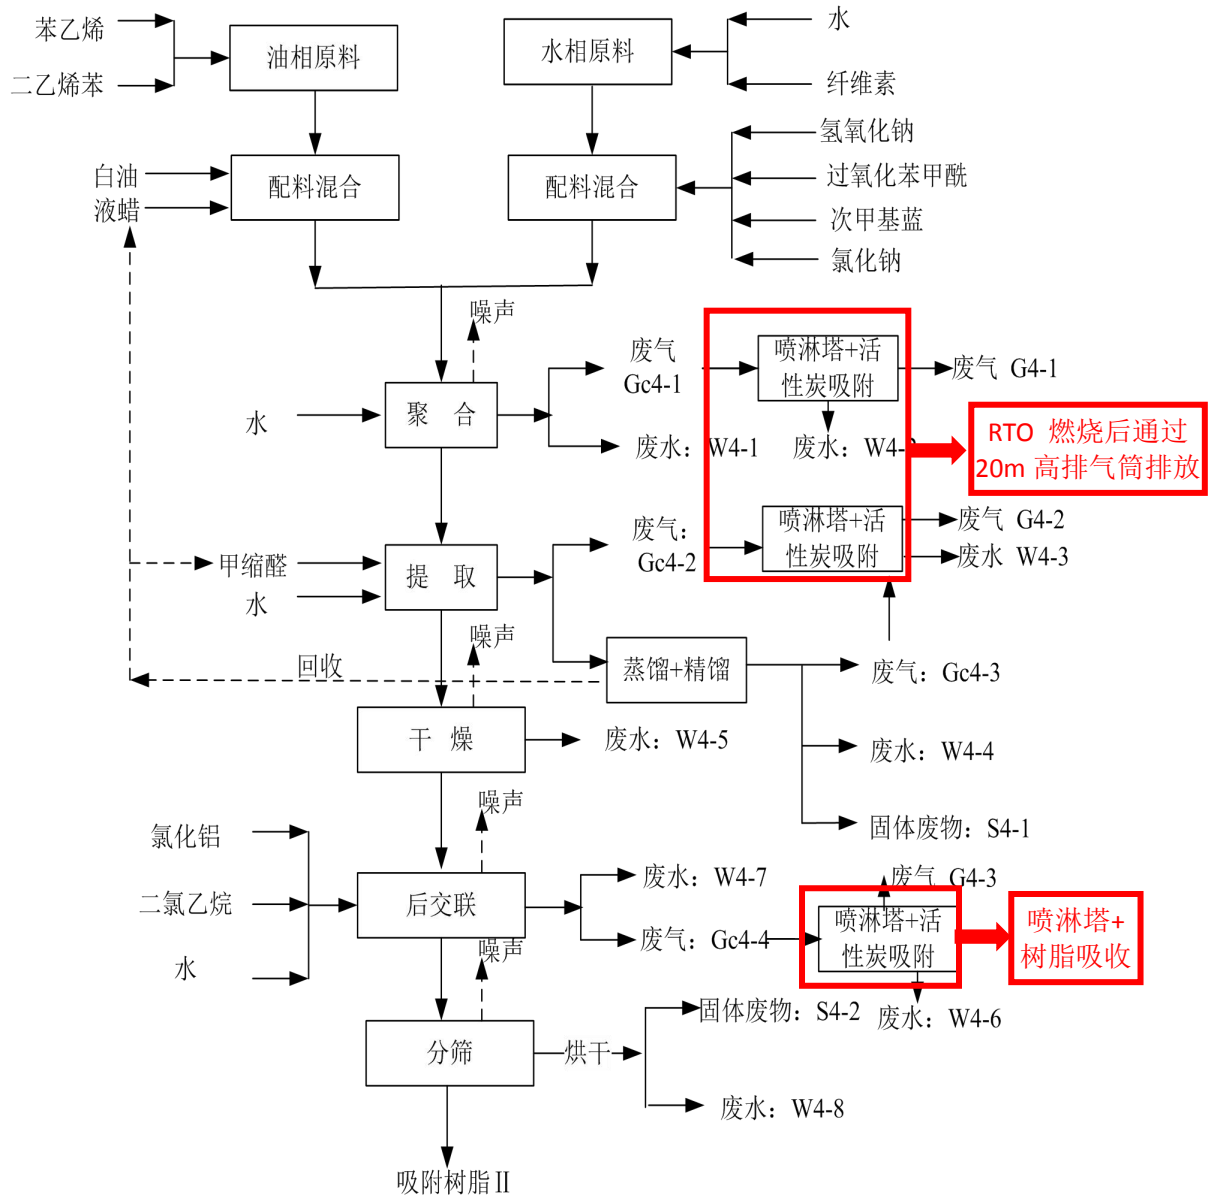 苯乙烯
二乙烯苯
油相原料
水相原料
水
纤维素
白油
液蜡
配料混合
配料混合
氢氧化钠
过氧化苯甲酰
次甲基蓝
氯化钠
噪声
水
聚 合
废气
Gc4-1
喷淋塔+活
性炭吸附
废气 G4-1
废水：W4-1
废水：W4-2
RTO 燃烧后通过
20m 高排气筒排放
甲缩醛
水
提 取
废气：
Gc4-2
喷淋塔+活
性炭吸附
废气 G4-2
废水 W4-3
噪声
回收
蒸馏+精馏
废气：Gc4-3
干 燥
废水：W4-5
废水：W4-4
噪声
固体废物：S4-1
氯化铝
二氯乙烷
水
后交联
废水：W4-7
废气：Gc4-4
废气 G4-3
喷淋塔+活
性炭吸附
喷淋塔+
树脂吸收
噪声
固体废物：S4-2
废水：W4-6
分筛
烘干
废水：W4-8
吸附树脂Ⅱ